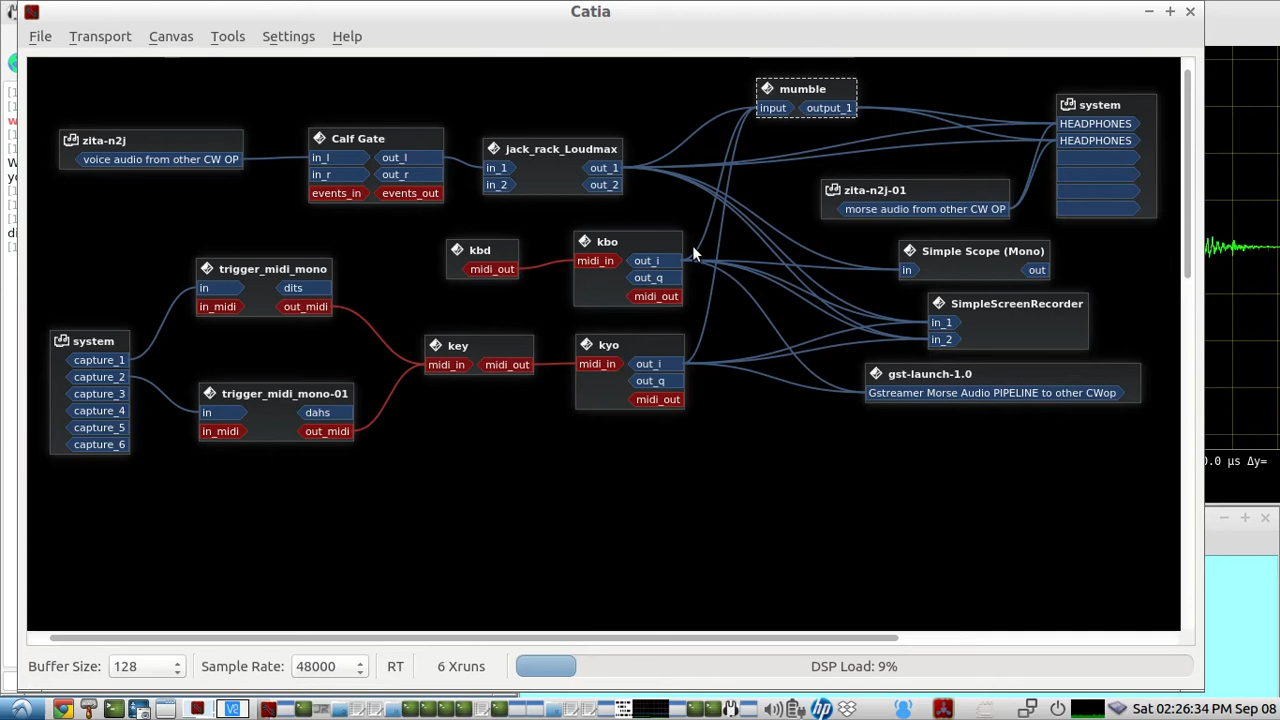 Catia
File Transport Canvas Tools Settings Help
mumble
input output_1
system
HEADPHONES
HEADPHONES
zita-n2j
voice audio from other CW OP
Calf Gate
in_l out_l
in_r out_r
events_in events_out
jack_rack_Loudmax
in_1 out_1
in_2 out_2
zita-n2j-01
morse audio from other CW OP
kbd
midi_out
kbo
midi_in out_i
out_q
midi_out
Simple Scope (Mono)
in out
trigger_midi_mono
in dits
in_midi out_midi
SimpleScreenRecorder
in_1
in_2
system
capture_1
capture_2
capture_3
capture_4
capture_5
capture_6
key
midi_in midi_out
kyo
midi_in out_i
out_q
midi_out
gst-launch-1.0
Gstreamer Morse Audio PIPELINE to other CWop
trigger_midi_mono-01
in dahs
in_midi out_midi
0.0 µs Δy=
Buffer Size: 128 Sample Rate: 48000 RT 6 Xruns DSP Load: 9%
Sat 02:26:34 PM Sep 08